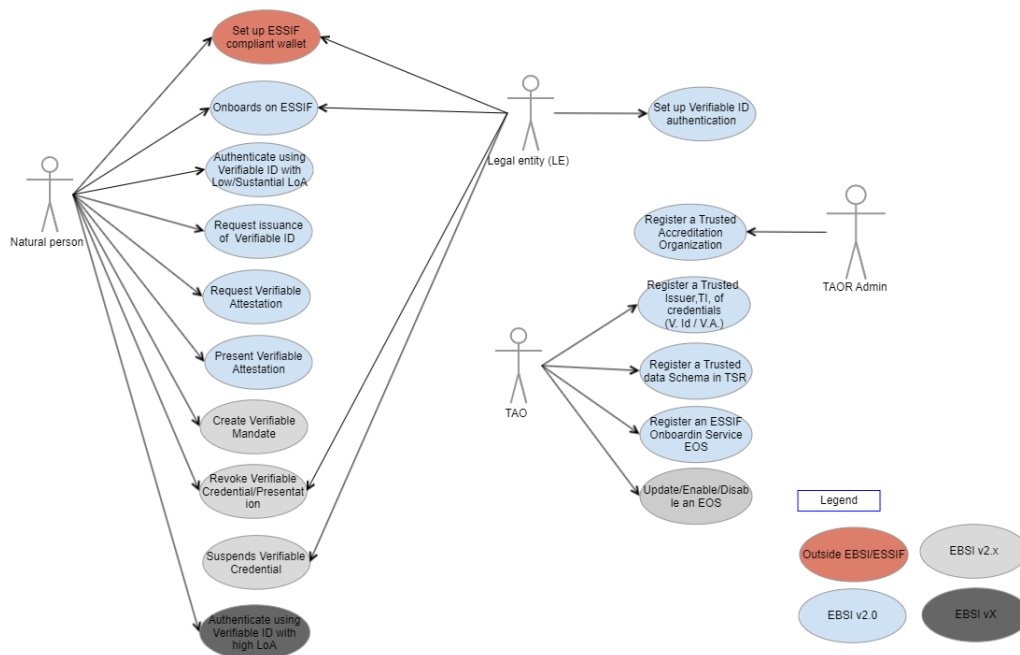 Set up ESSIF
compliant wallet
Onboards on ESSIF
Authenticate using
Verifiable ID with
Low/Sustantial LoA
Natural person
Request issuance
of Verifiable ID
Request Verifiable
Attestation
Present Verifiable
Attestation
Create Verifiable
Mandate
Revoke Verifiable
Credential/Presentat
ion
Suspends Verifiable
Credential
Authenticate using
Verifiable ID with
high LoA
Legal entity (LE)
Set up Verifiable ID
authentication
Register a Trusted
Accreditation
Organization
TAOR Admin
Register a Trusted
Issuer,TI, of
credentials
(V. Id / V.A.)
Register a Trusted
data Schema in TSR
TAO
Register an ESSIF
Onboardin Service
EOS
Update/Enable/Disa
ble an EOS
Legend
Outside EBSI/ESSIF
EBSI v2.x
EBSI v2.0
EBSI vX